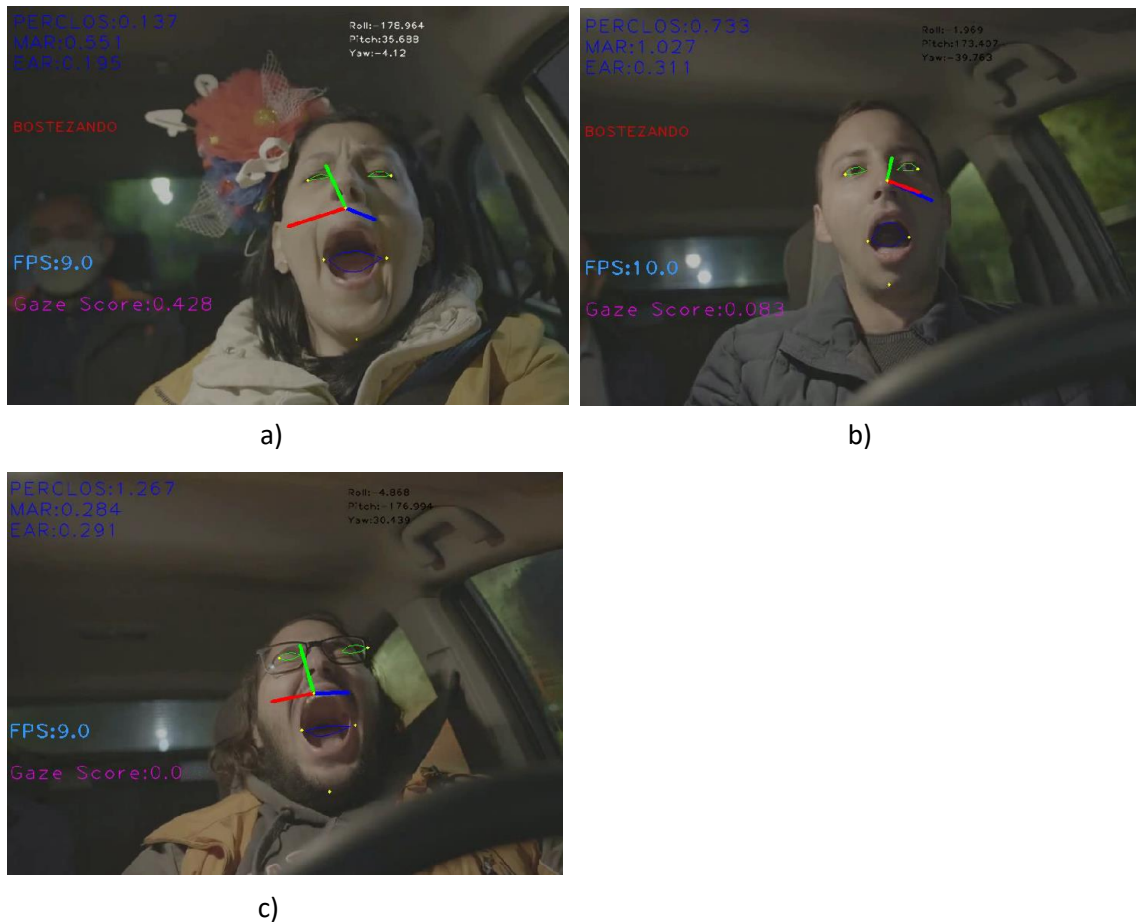 PERCLOS:0.137
MAR:0.551
EAR:0.195
Roll:-178.964
Pitch:35.688
Yaw:-4.12
BOSTEZANDO
FPS:9.0
Gaze Score:0.428
a)
PERCLOS:0.733
MAR:1.027
EAR:0.311
Roll:-1.969
Pitch:173.407
Yaw:-39.763
BOSTEZANDO
FPS:10.0
Gaze Score:0.083
b)
PERCLOS:1.267
MAR:0.284
EAR:0.291
Roll:-4.868
Pitch:-176.994
Yaw:30.439
FPS:9.0
Gaze Score:0.0
c)